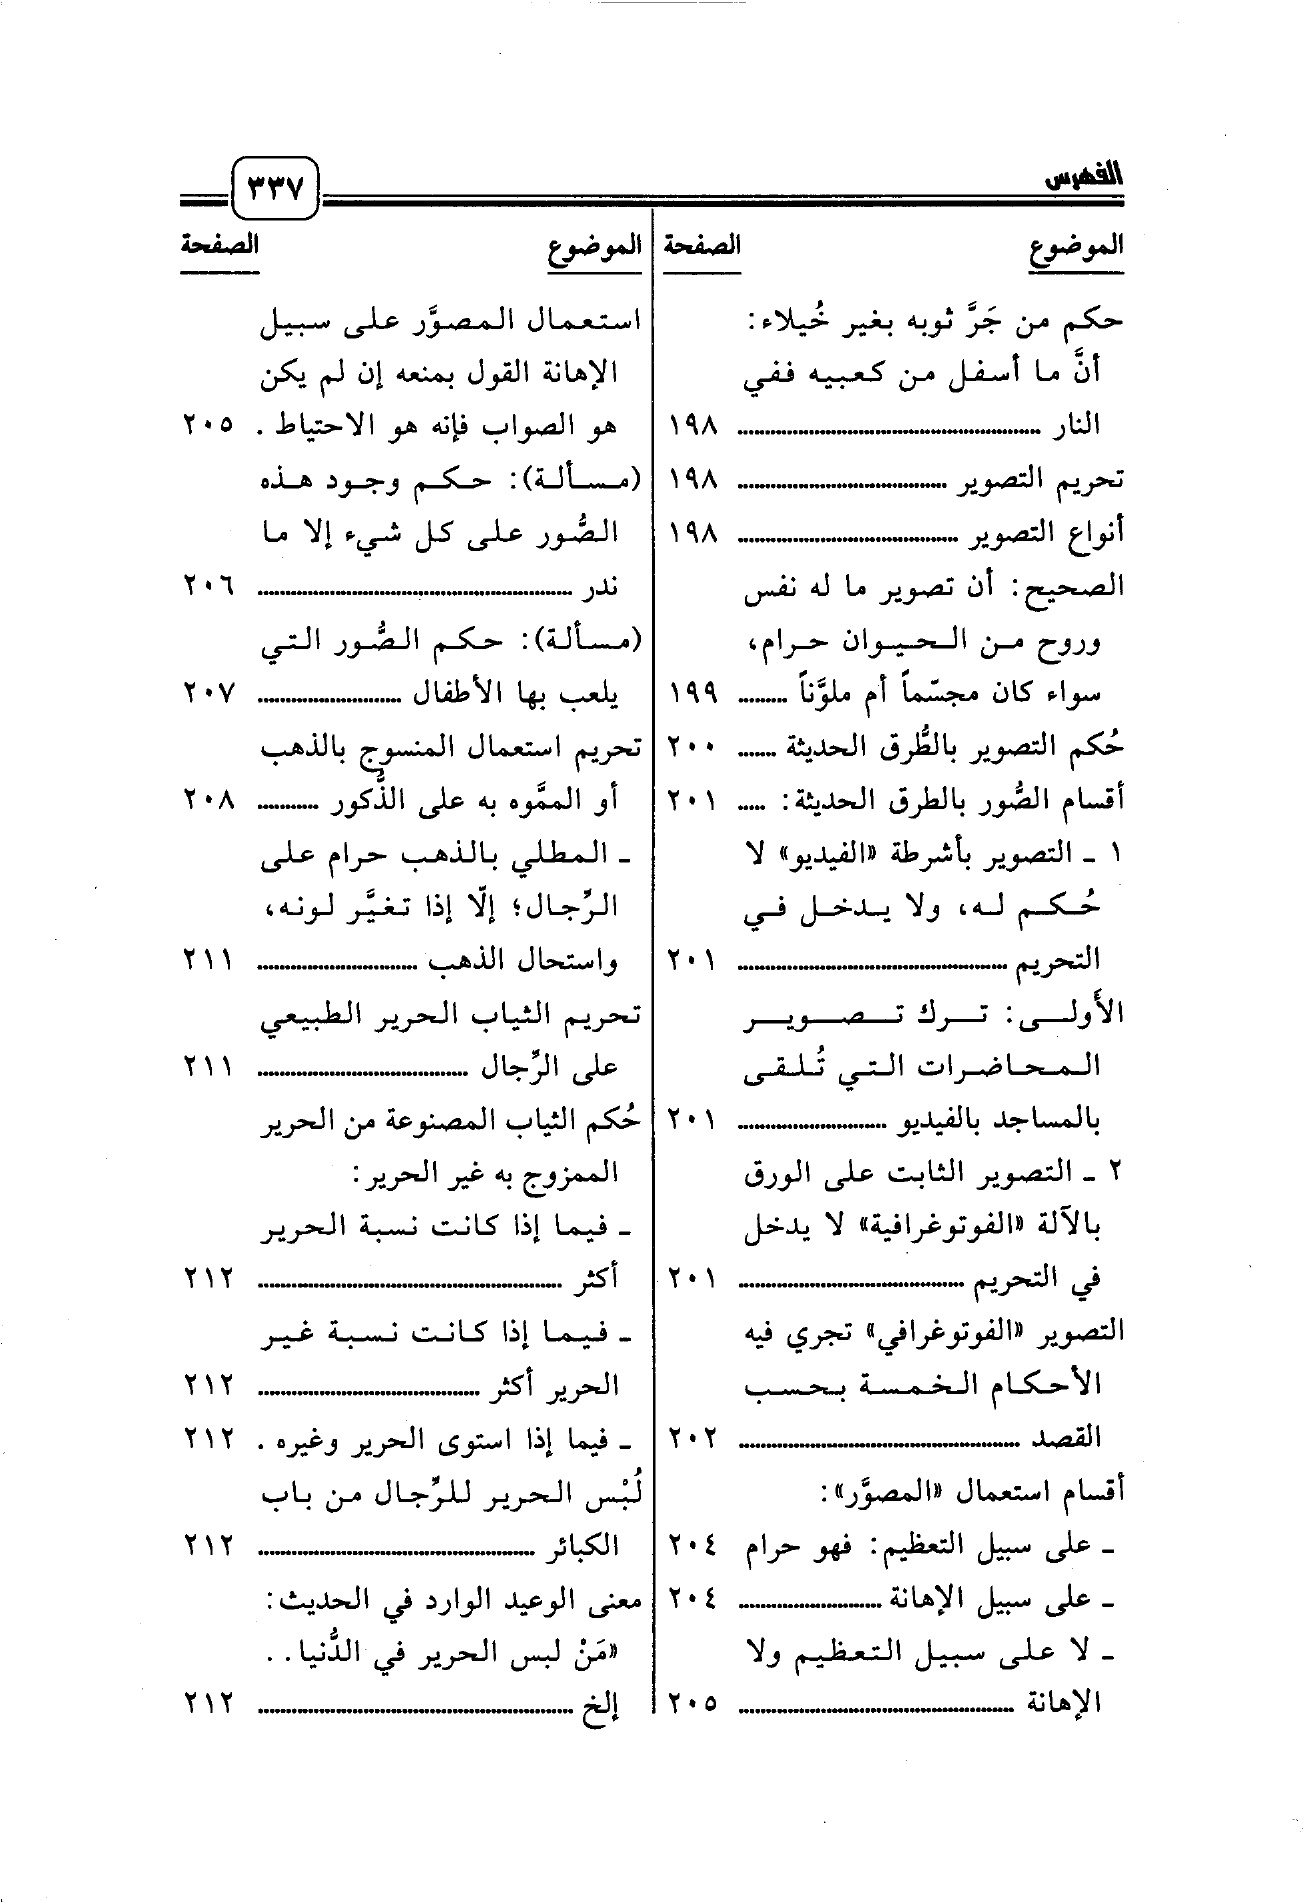 الفهرس
٣٣٧
الموضوع الصفحة
حكم من جَرَّ ثوبه بغير خُيلاء:
أنَّ ما أسفل من كعبيه ففي
النار ........ ١٩٨
تحريم التصوير ........ ١٩٨
أنواع التصوير ........ ١٩٨
الصحيح: أن تصوير ما له نفس
وروح من الحيوان حرام،
سواء كان مجسّماً أم ملوَّناً ........ ١٩٩
حُكم التصوير بالطُّرق الحديثة ........ ٢٠٠
أقسام الصُّور بالطرق الحديثة: ..... ٢٠١
١ ـ التصوير بأشرطة «الفيديو» لا
حُكم له، ولا يدخل في
التحريم ........ ٢٠١
الأَولى: ترك تصوير
المحاضرات التي تُلقى
بالمساجد بالفيديو ........ ٢٠١
٢ ـ التصوير الثابت على الورق
بالآلة «الفوتوغرافية» لا يدخل
في التحريم ........ ٢٠١
التصوير «الفوتوغرافي» تجري فيه
الأحكام الخمسة بحسب
القصد ........ ٢٠٢
أقسام استعمال «المصوَّر»:
ـ على سبيل التعظيم: فهو حرام ٢٠٤
ـ على سبيل الإهانة ........ ٢٠٤
ـ لا على سبيل التعظيم ولا
الإهانة ........ ٢٠٥
الموضوع الصفحة
استعمال المصوَّر على سبيل
الإهانة القول بمنعه إن لم يكن
هو الصواب فإنه هو الاحتياط . ٢٠٥
(مسألة): حكم وجود هذه
الصُّور على كل شيء إلا ما
ندر ........ ٢٠٦
(مسألة): حكم الصُّور التي
يلعب بها الأطفال ........ ٢٠٧
تحريم استعمال المنسوج بالذهب
أو المموَّه به على الذُّكور ........ ٢٠٨
ـ المطلي بالذهب حرام على
الرِّجال؛ إلّا إذا تغيَّر لونه،
واستحال الذهب ........ ٢١١
تحريم الثياب الحرير الطبيعي
على الرِّجال ........ ٢١١
حُكم الثياب المصنوعة من الحرير
الممزوج به غير الحرير:
ـ فيما إذا كانت نسبة الحرير
أكثر ........ ٢١٢
ـ فيما إذا كانت نسبة غير
الحرير أكثر ........ ٢١٢
ـ فيما إذا استوى الحرير وغيره . ٢١٢
لُبْس الحرير للرِّجال من باب
الكبائر ........ ٢١٢
معنى الوعيد الوارد في الحديث:
«مَنْ لبس الحرير في الدُّنيا..
إلخ ........ ٢١٢